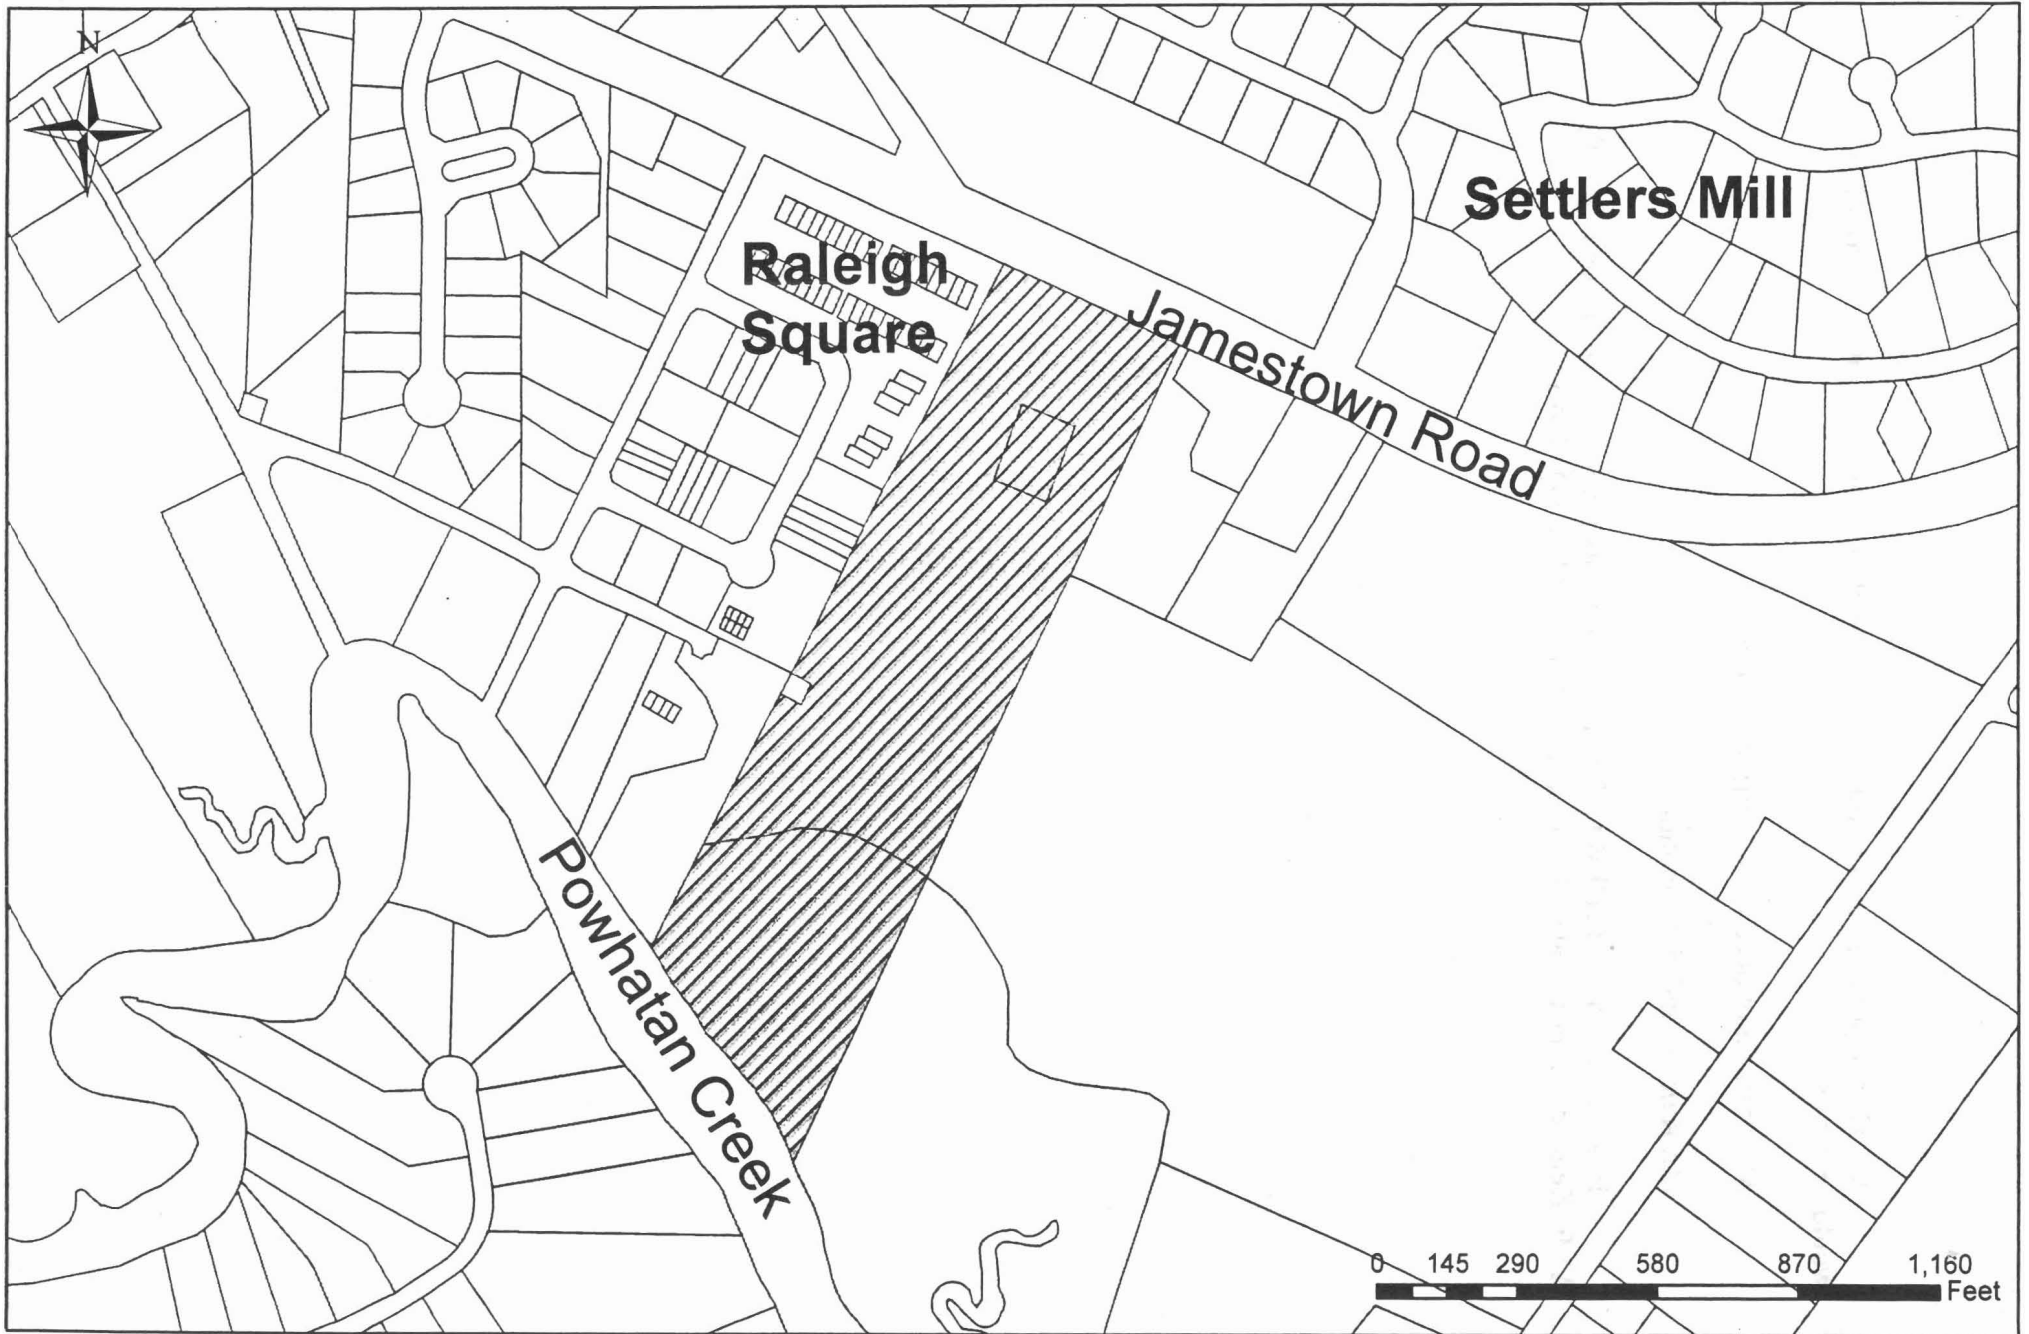 N
Settlers Mill
Raleigh
Square
Jamestown Road
Powhatan Creek
0 145 290 580 870 1,160
Feet